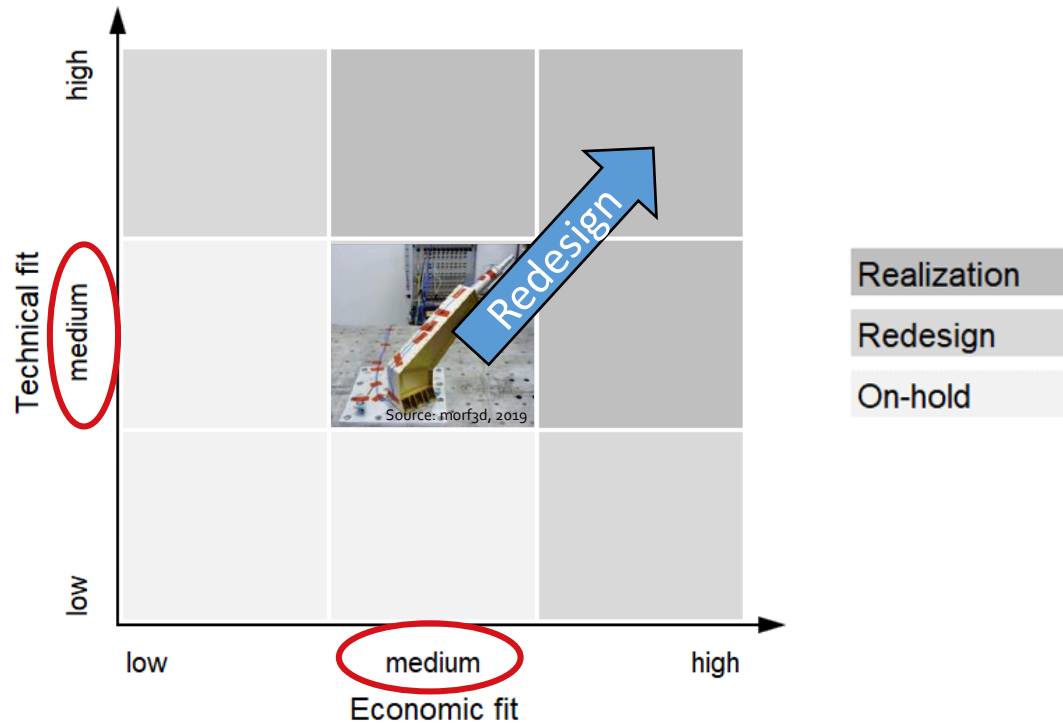 high
Technical fit
medium
low
Redesign
Source: morf3d, 2019
low
medium
high
Economic fit
Realization
Redesign
On-hold